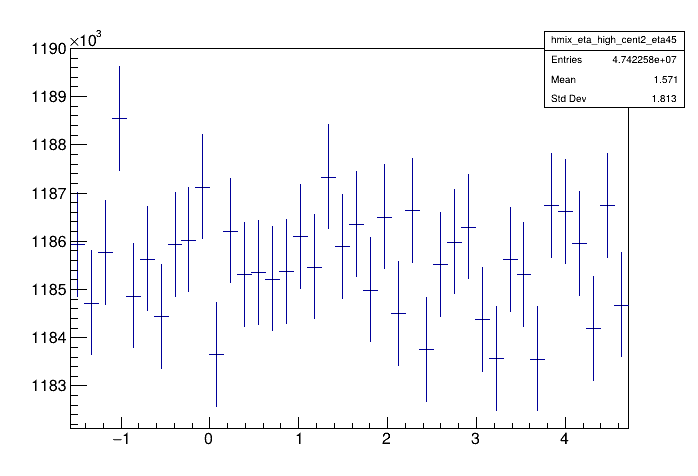 ×10³
hmix_eta_high_cent2_eta45
Entries 4.742258e+07
Mean 1.571
Std Dev 1.813
1190
1189
1188
1187
1186
1185
1184
1183
−1 0 1 2 3 4